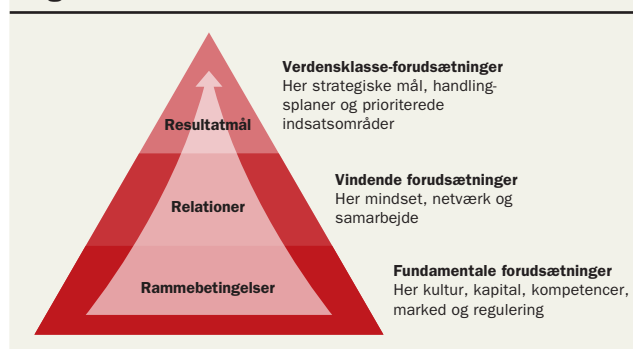 Verdensklasse-forudsætninger
Her strategiske mål, handling-
splaner og prioriterede
indsatsområder
Resultatmål
Vindende forudsætninger
Her mindset, netværk og
samarbejde
Relationer
Fundamentale forudsætninger
Her kultur, kapital, kompetencer,
marked og regulering
Rammebetingelser